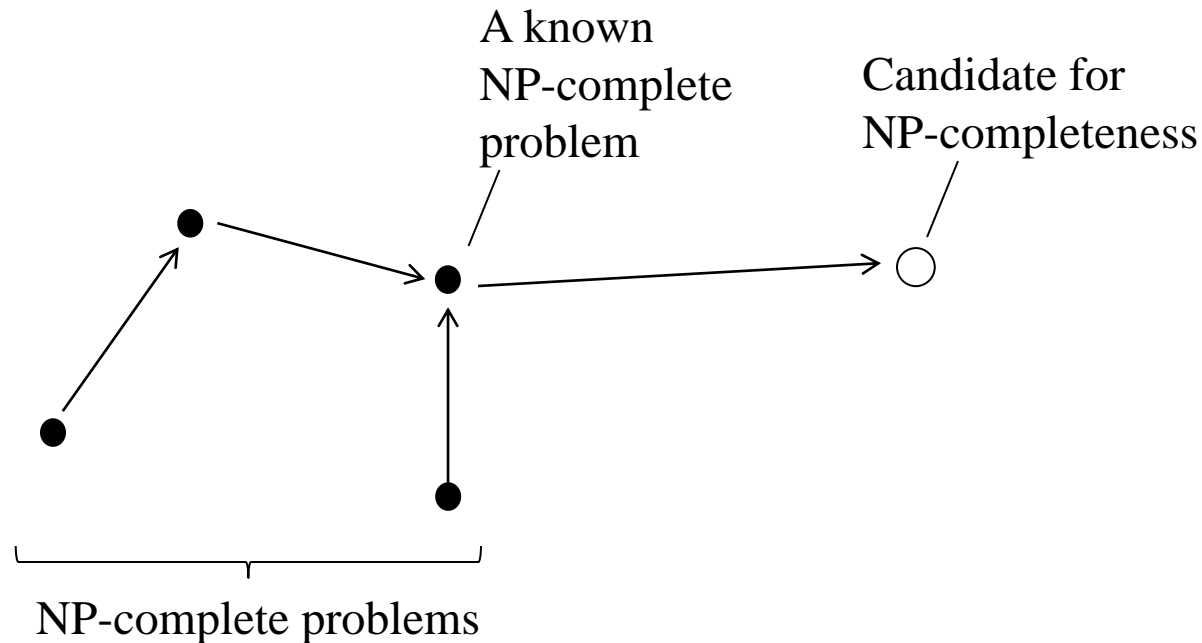 A known
NP-complete
problem
Candidate for
NP-completeness
NP-complete problems